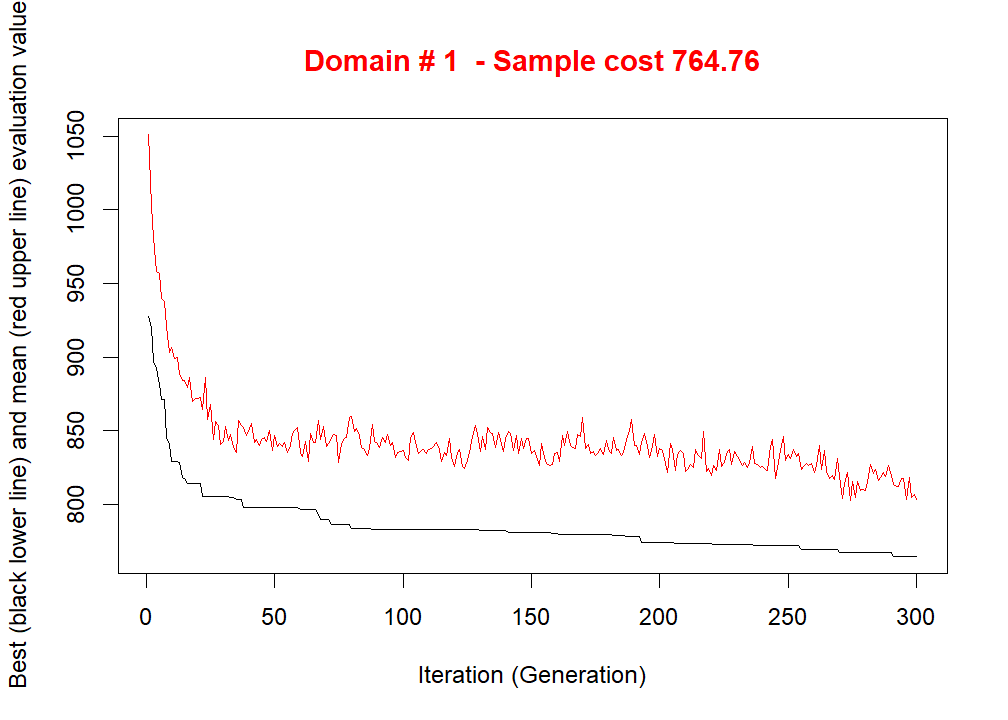 Domain # 1 - Sample cost 764.76
Best (black lower line) and mean (red upper line) evaluation value
1050
1000
950
900
850
800
0 50 100 150 200 250 300
Iteration (Generation)